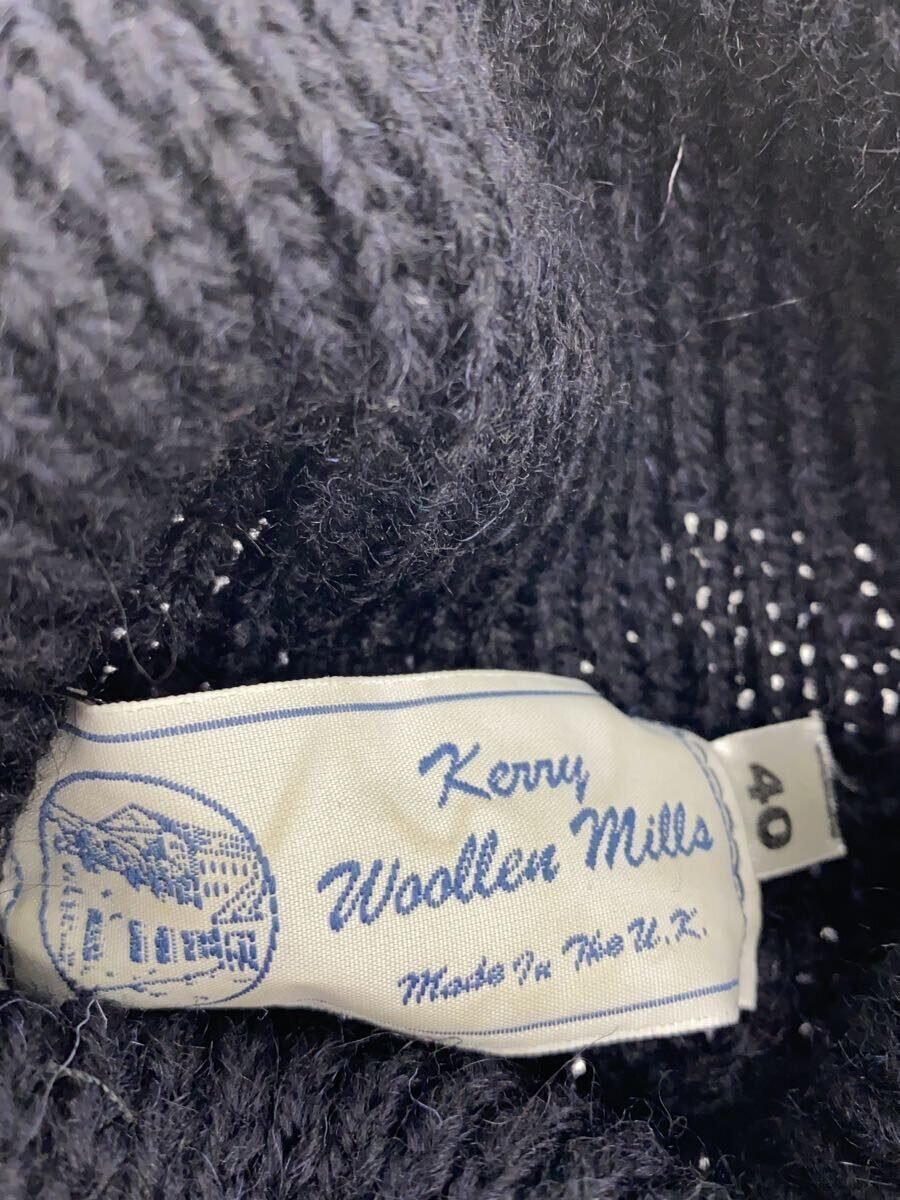 Kerry
Woollen Mills
Made In The U.K.
40